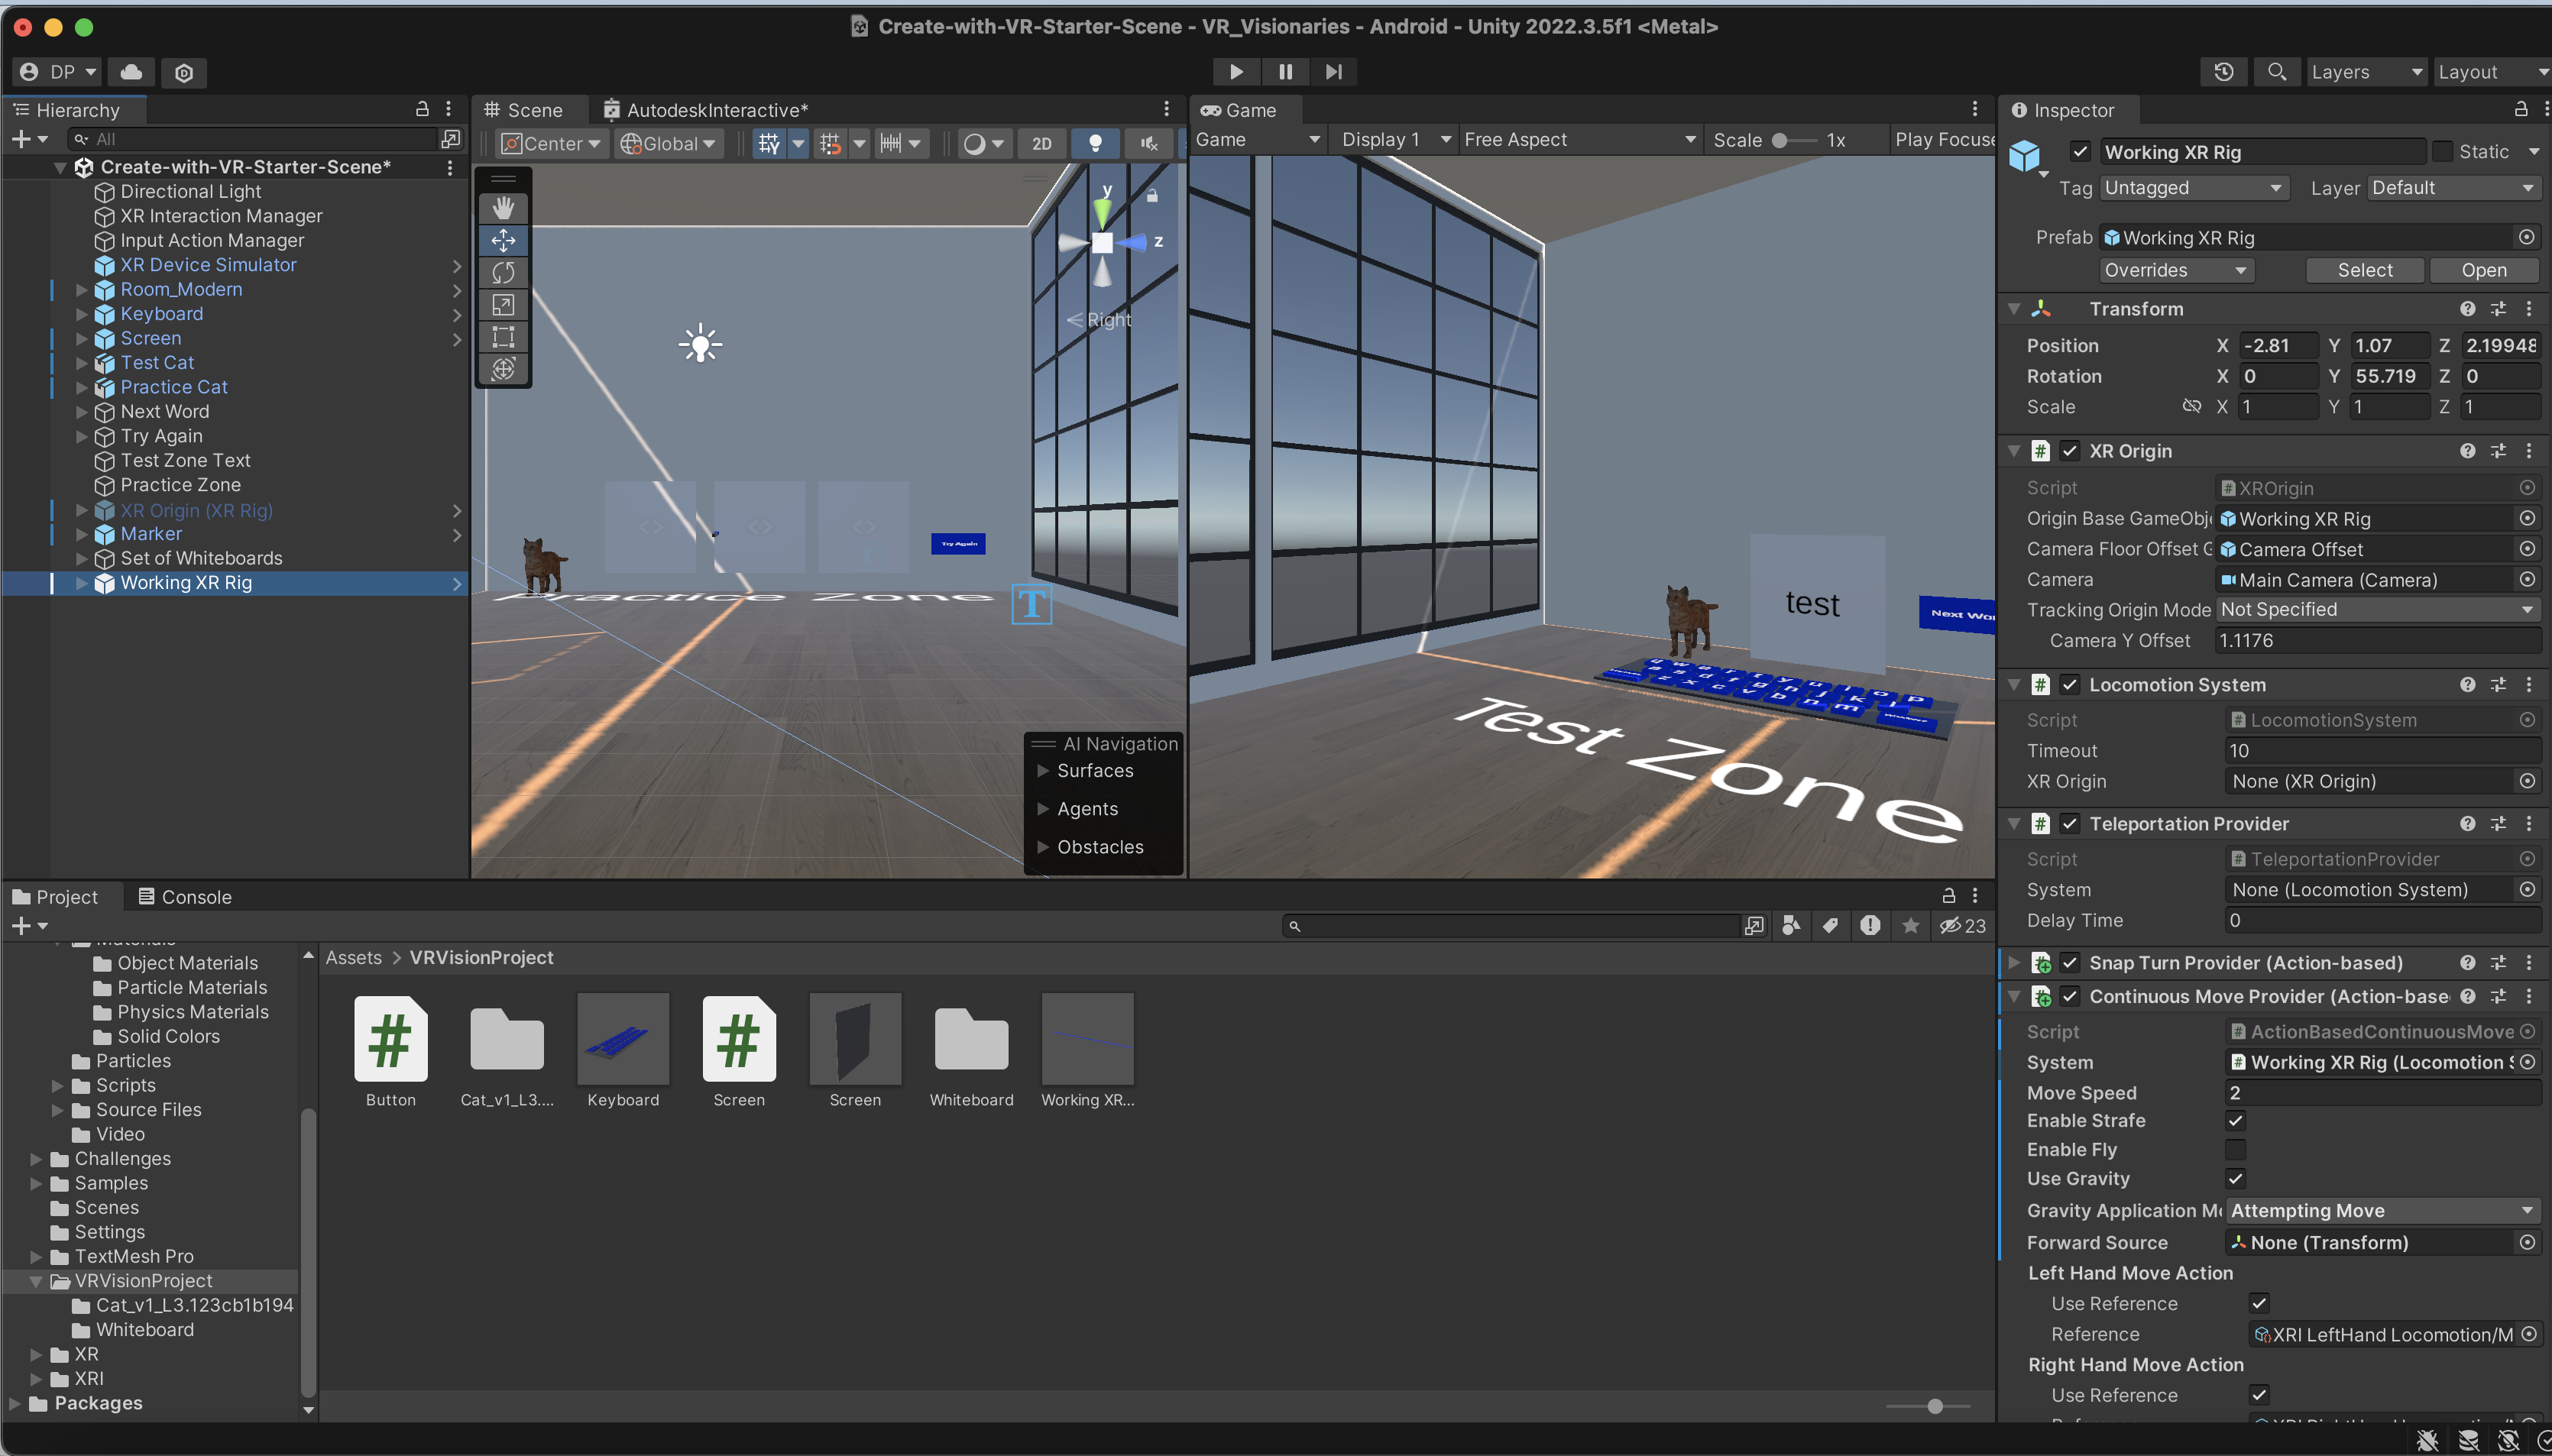 Create-with-VR-Starter-Scene - VR_Visionaries - Android - Unity 2022.3.5f1 <Metal>
DP
Layers
Layout
Hierarchy
All
Create-with-VR-Starter-Scene*
Directional Light
XR Interaction Manager
Input Action Manager
XR Device Simulator
Room_Modern
Keyboard
Screen
Test Cat
Practice Cat
Next Word
Try Again
Test Zone Text
Practice Zone
XR Origin (XR Rig)
Marker
Set of Whiteboards
Working XR Rig
Scene
AutodeskInteractive*
Center
Global
2D
y
z
Right
Try Again
Practice Zone
T
AI Navigation
Surfaces
Agents
Obstacles
Game
Game
Display 1
Free Aspect
Scale
1x
Play Focuse
test
Next Wo
Test Zone
Inspector
Working XR Rig
Static
Tag
Untagged
Layer
Default
Prefab
Working XR Rig
Overrides
Select
Open
Transform
Position
X
-2.81
Y
1.07
Z
2.19948
Rotation
X
0
Y
55.719
Z
0
Scale
X
1
Y
1
Z
1
XR Origin
Script
XROrigin
Origin Base GameObj
Working XR Rig
Camera Floor Offset G
Camera Offset
Camera
Main Camera (Camera)
Tracking Origin Mode
Not Specified
Camera Y Offset
1.1176
Locomotion System
Script
LocomotionSystem
Timeout
10
XR Origin
None (XR Origin)
Teleportation Provider
Script
TeleportationProvider
System
None (Locomotion System)
Delay Time
0
Snap Turn Provider (Action-based)
Continuous Move Provider (Action-base
Script
ActionBasedContinuousMove
System
Working XR Rig (Locomotion S
Move Speed
2
Enable Strafe
Enable Fly
Use Gravity
Gravity Application M
Attempting Move
Forward Source
None (Transform)
Left Hand Move Action
Use Reference
Reference
XRI LeftHand Locomotion/M
Right Hand Move Action
Use Reference
Project
Console
23
Materials
Object Materials
Particle Materials
Physics Materials
Solid Colors
Particles
Scripts
Source Files
Video
Challenges
Samples
Scenes
Settings
TextMesh Pro
VRVisionProject
Cat_v1_L3.123cb1b194
Whiteboard
XR
XRI
Packages
Assets > VRVisionProject
Button
Cat_v1_L3....
Keyboard
Screen
Screen
Whiteboard
Working XR...